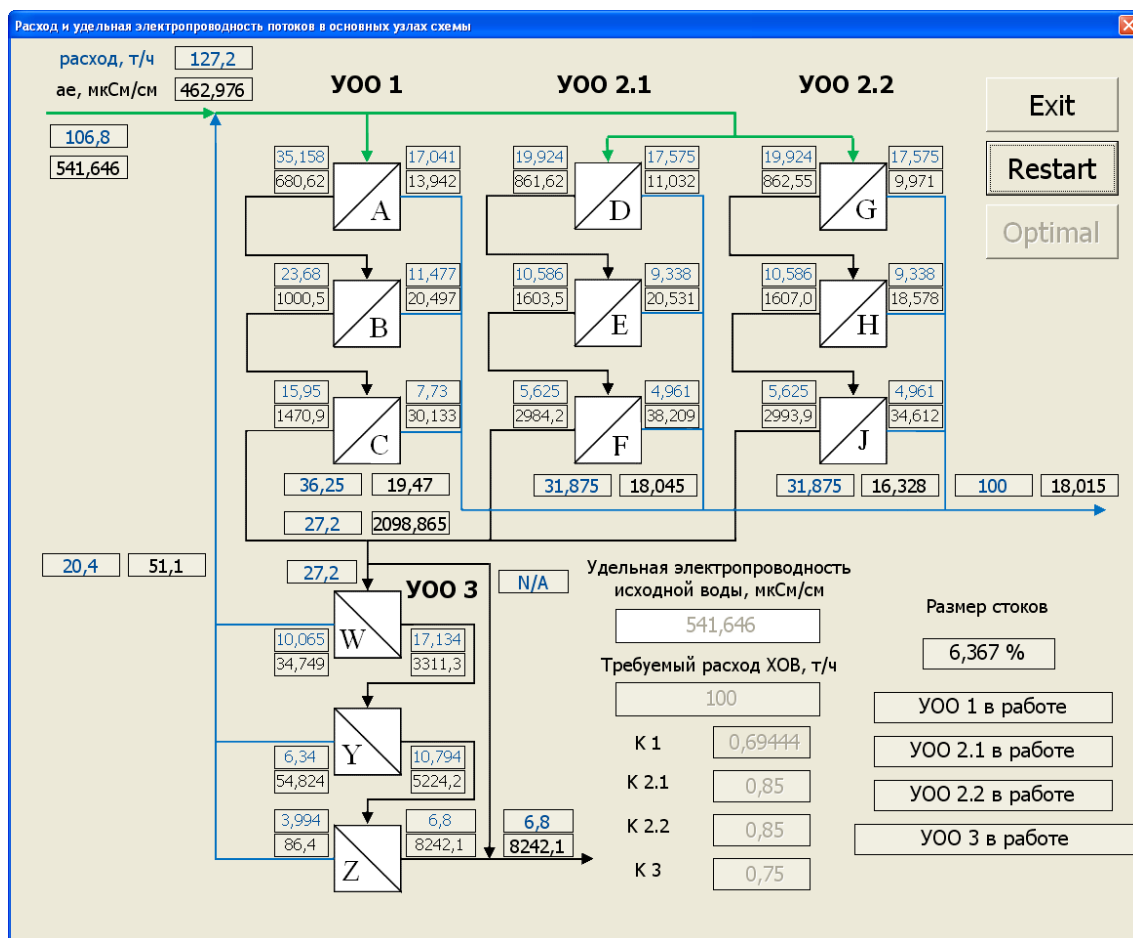 Расход и удельная электропроводность потоков в основных узлах схемы
расход, т/ч 127,2
ае, мкСм/см 462,976
УОО 1 УОО 2.1 УОО 2.2
Exit
106,8
541,646
Restart
Optimal
35,158 17,041 19,924 17,575 19,924 17,575
680,62 13,942 861,62 11,032 862,55 9,971
A D G
23,68 11,477 10,586 9,338 10,586 9,338
1000,5 20,497 1603,5 20,531 1607,0 18,578
B E H
15,95 7,73 5,625 4,961 5,625 4,961
1470,9 30,133 2984,2 38,209 2993,9 34,612
C F J
36,25 19,47 31,875 18,045 31,875 16,328 100 18,015
27,2 2098,865
20,4 51,1
27,2
УОО 3
N/A
W
10,065 17,134
34,749 3311,3
Y
6,34 10,794
54,824 5224,2
3,994 6,8 6,8
86,4 8242,1 8242,1
Z
Удельная электропроводность
исходной воды, мкСм/см
541,646
Требуемый расход ХОВ, т/ч
100
К 1 0,69444
К 2.1 0,85
К 2.2 0,85
К 3 0,75
Размер стоков
6,367 %
УОО 1 в работе
УОО 2.1 в работе
УОО 2.2 в работе
УОО 3 в работе